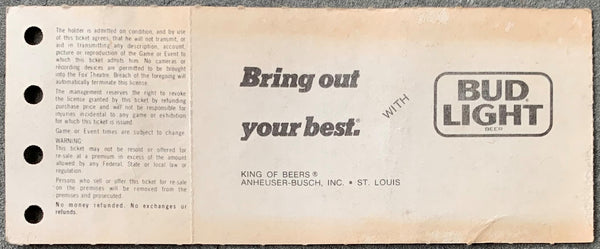 The holder is admitted on condition, and by use
of this ticket agrees, that he will not transmit, or
aid in transmitting any description, account,
picture or reproduction of the Game or Event to
which this ticket admits him. No cameras or
recording devices are permitted to be brought
into the Fox Theatre. Breach of the foregoing will
automatically terminate this license.
The management reserves the right to revoke
the license granted by this ticket by refunding
purchase price and will not be responsible for
injuries incidental to any game or exhibition
for which this ticket is issued.
Game or Event times are subject to change.
WARNING
This ticket may not be resold or offered for
re-sale at a premium in excess of the amount
allowed by any Federal, State or local law or
regulation
Persons who sell or offer this ticket for re-sale
on the premises will be removed from the
premises and prosecuted.
No money refunded. No exchanges or
refunds.
Bring out
your best.®
WITH
BUD
LIGHT
BEER
KING OF BEERS®
ANHEUSER-BUSCH, INC. • ST. LOUIS